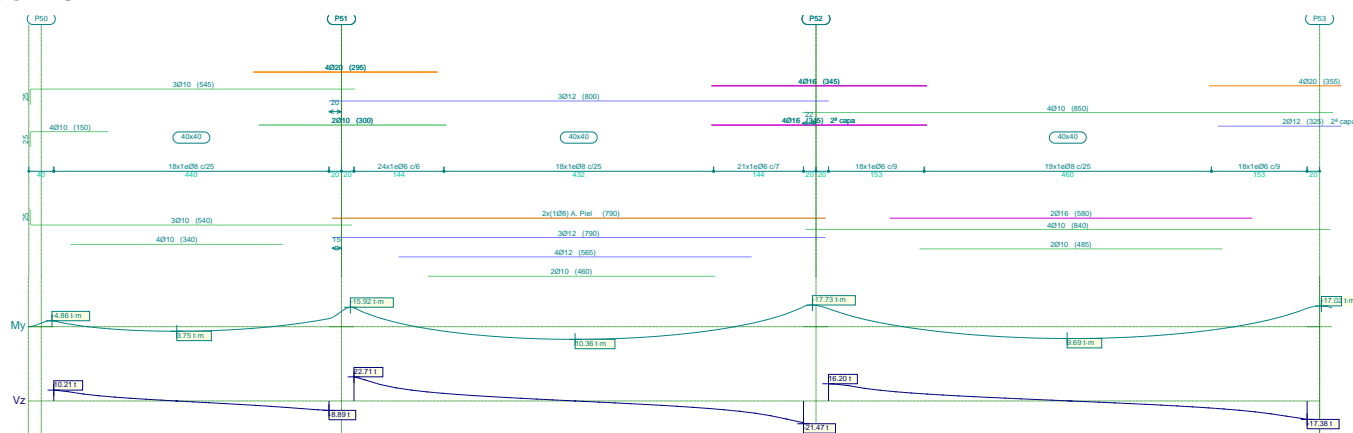 P50 P51 P52 P53
4Ø20 (295)
3Ø10 (545) 4Ø16 (345) 4Ø20 (355)
25 20 3Ø12 (800)
22 4Ø10 (850)
4Ø10 (150) 2Ø10 (300) 4Ø16 (345) 2ª capa 2Ø12 (325) 2ª capa
25 40x40 40x40 40x40
18x1eØ8 c/25 24x1eØ6 c/6 18x1eØ8 c/25 21x1eØ6 c/7 18x1eØ6 c/9 19x1eØ8 c/25 18x1eØ6 c/9
40 440 20 20 144 432 144 20 20 153 460 153 20
25 2x(1Ø8) A. Piel (790) 2Ø16 (580)
3Ø10 (540) 4Ø10 (840)
15 3Ø12 (790)
4Ø10 (340) 2Ø10 (485)
4Ø12 (565)
2Ø10 (460)
-4.86 t·m -15.92 t·m -17.73 t·m -17.02 t·m
My
3.75 t·m 10.36 t·m 9.69 t·m
10.21 t 22.71 t 16.20 t
Vz
-8.89 t -21.47 t -17.38 t